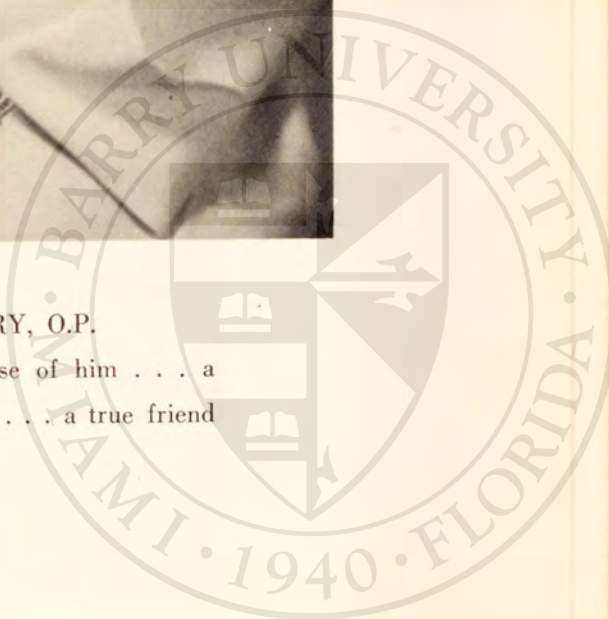 RY, O.P.
se of him . . . a
. . . a true friend
BARRY UNIVERSITY
MIAMI · 1940 · FLORIDA